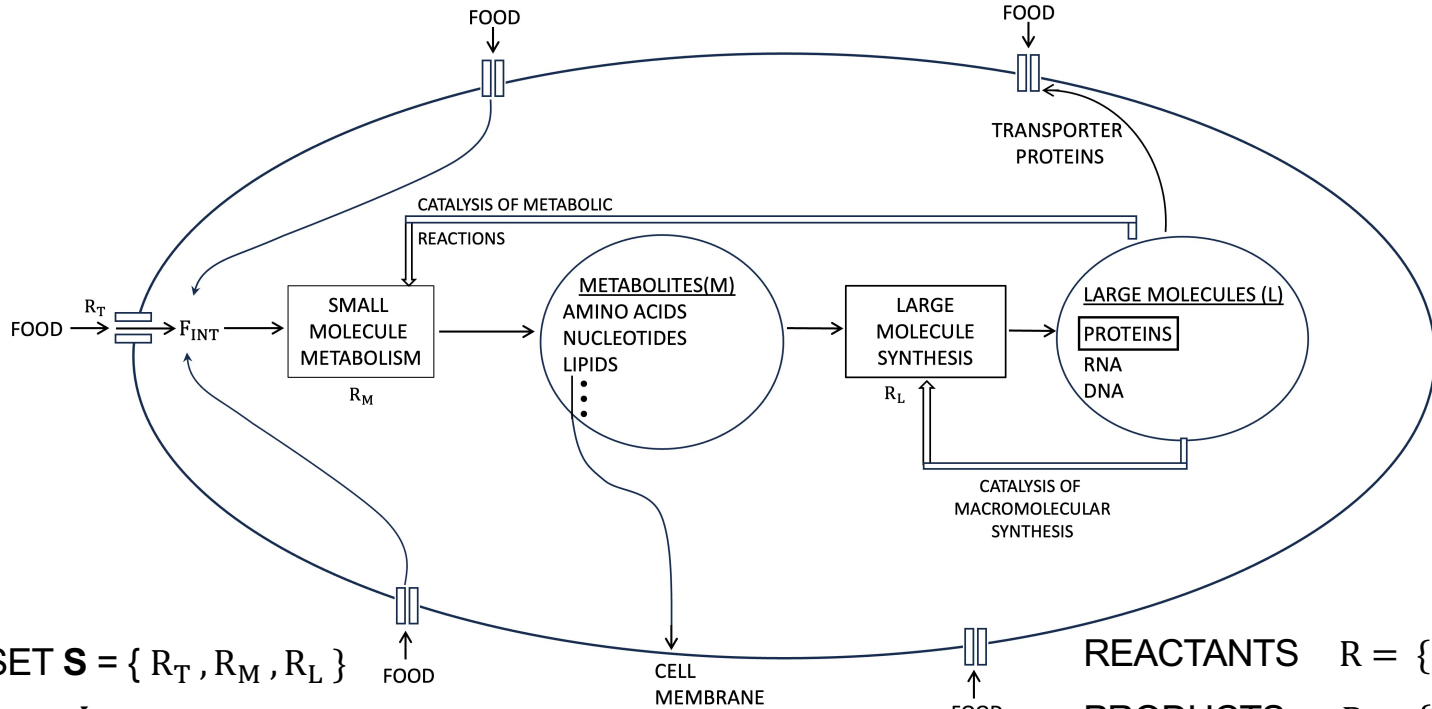 FOOD
FOOD
TRANSPORTER
PROTEINS
CATALYSIS OF METABOLIC
REACTIONS
FOOD
R_T
F_INT
SMALL
MOLECULE
METABOLISM
R_M
METABOLITES(M)
AMINO ACIDS
NUCLEOTIDES
LIPIDS
LARGE
MOLECULE
SYNTHESIS
R_L
LARGE MOLECULES (L)
PROTEINS
RNA
DNA
CATALYSIS OF
MACROMOLECULAR
SYNTHESIS
SET S = { R_T , R_M , R_L }
FOOD
CELL
MEMBRANE
REACTANTS R = {